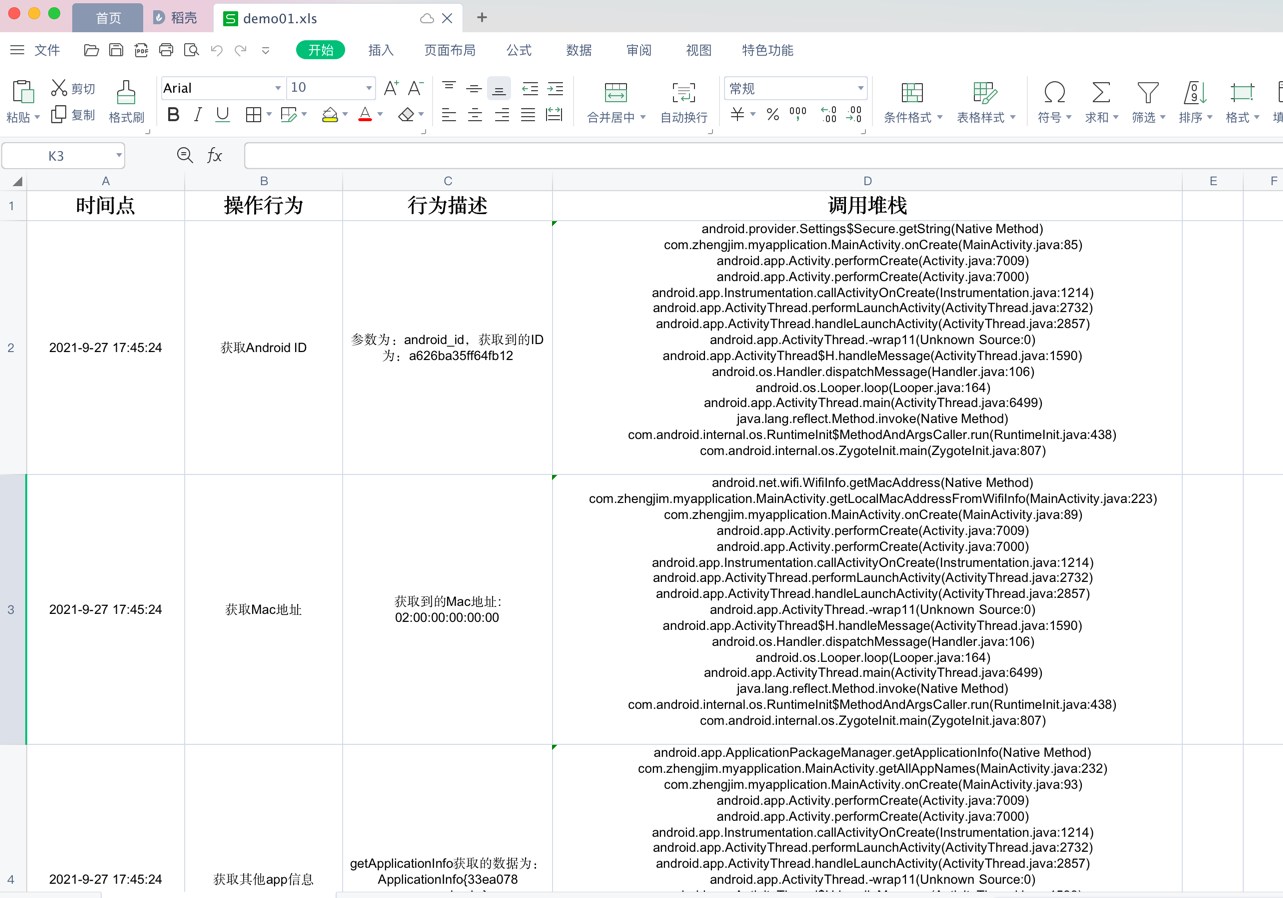 首页
稻壳
demo01.xls
文件
开始
插入
页面布局
公式
数据
审阅
视图
特色功能
粘贴
剪切
复制
格式刷
Arial
10
合并居中
自动换行
常规
条件格式
表格样式
符号
求和
筛选
排序
格式
K3
fx
A
B
C
D
E
F
1
时间点
操作行为
行为描述
调用堆栈
2
2021-9-27 17:45:24
获取Android ID
参数为：android_id，获取到的ID
为：a626ba35ff64fb12
android.provider.Settings$Secure.getString(Native Method)
com.zhengjim.myapplication.MainActivity.onCreate(MainActivity.java:85)
android.app.Activity.performCreate(Activity.java:7009)
android.app.Activity.performCreate(Activity.java:7000)
android.app.Instrumentation.callActivityOnCreate(Instrumentation.java:1214)
android.app.ActivityThread.performLaunchActivity(ActivityThread.java:2732)
android.app.ActivityThread.handleLaunchActivity(ActivityThread.java:2857)
android.app.ActivityThread.-wrap11(Unknown Source:0)
android.app.ActivityThread$H.handleMessage(ActivityThread.java:1590)
android.os.Handler.dispatchMessage(Handler.java:106)
android.os.Looper.loop(Looper.java:164)
android.app.ActivityThread.main(ActivityThread.java:6499)
java.lang.reflect.Method.invoke(Native Method)
com.android.internal.os.RuntimeInit$MethodAndArgsCaller.run(RuntimeInit.java:438)
com.android.internal.os.ZygoteInit.main(ZygoteInit.java:807)
3
2021-9-27 17:45:24
获取Mac地址
获取到的Mac地址：
02:00:00:00:00:00
android.net.wifi.WifiInfo.getMacAddress(Native Method)
com.zhengjim.myapplication.MainActivity.getLocalMacAddressFromWifiInfo(MainActivity.java:223)
com.zhengjim.myapplication.MainActivity.onCreate(MainActivity.java:89)
android.app.Activity.performCreate(Activity.java:7009)
android.app.Activity.performCreate(Activity.java:7000)
android.app.Instrumentation.callActivityOnCreate(Instrumentation.java:1214)
android.app.ActivityThread.performLaunchActivity(ActivityThread.java:2732)
android.app.ActivityThread.handleLaunchActivity(ActivityThread.java:2857)
android.app.ActivityThread.-wrap11(Unknown Source:0)
android.app.ActivityThread$H.handleMessage(ActivityThread.java:1590)
android.os.Handler.dispatchMessage(Handler.java:106)
android.os.Looper.loop(Looper.java:164)
android.app.ActivityThread.main(ActivityThread.java:6499)
java.lang.reflect.Method.invoke(Native Method)
com.android.internal.os.RuntimeInit$MethodAndArgsCaller.run(RuntimeInit.java:438)
com.android.internal.os.ZygoteInit.main(ZygoteInit.java:807)
4
2021-9-27 17:45:24
获取其他app信息
getApplicationInfo获取的数据为：
ApplicationInfo{33ea078
android.app.ApplicationPackageManager.getApplicationInfo(Native Method)
com.zhengjim.myapplication.MainActivity.getAllAppNames(MainActivity.java:232)
com.zhengjim.myapplication.MainActivity.onCreate(MainActivity.java:93)
android.app.Activity.performCreate(Activity.java:7009)
android.app.Activity.performCreate(Activity.java:7000)
android.app.Instrumentation.callActivityOnCreate(Instrumentation.java:1214)
android.app.ActivityThread.performLaunchActivity(ActivityThread.java:2732)
android.app.ActivityThread.handleLaunchActivity(ActivityThread.java:2857)
android.app.ActivityThread.-wrap11(Unknown Source:0)